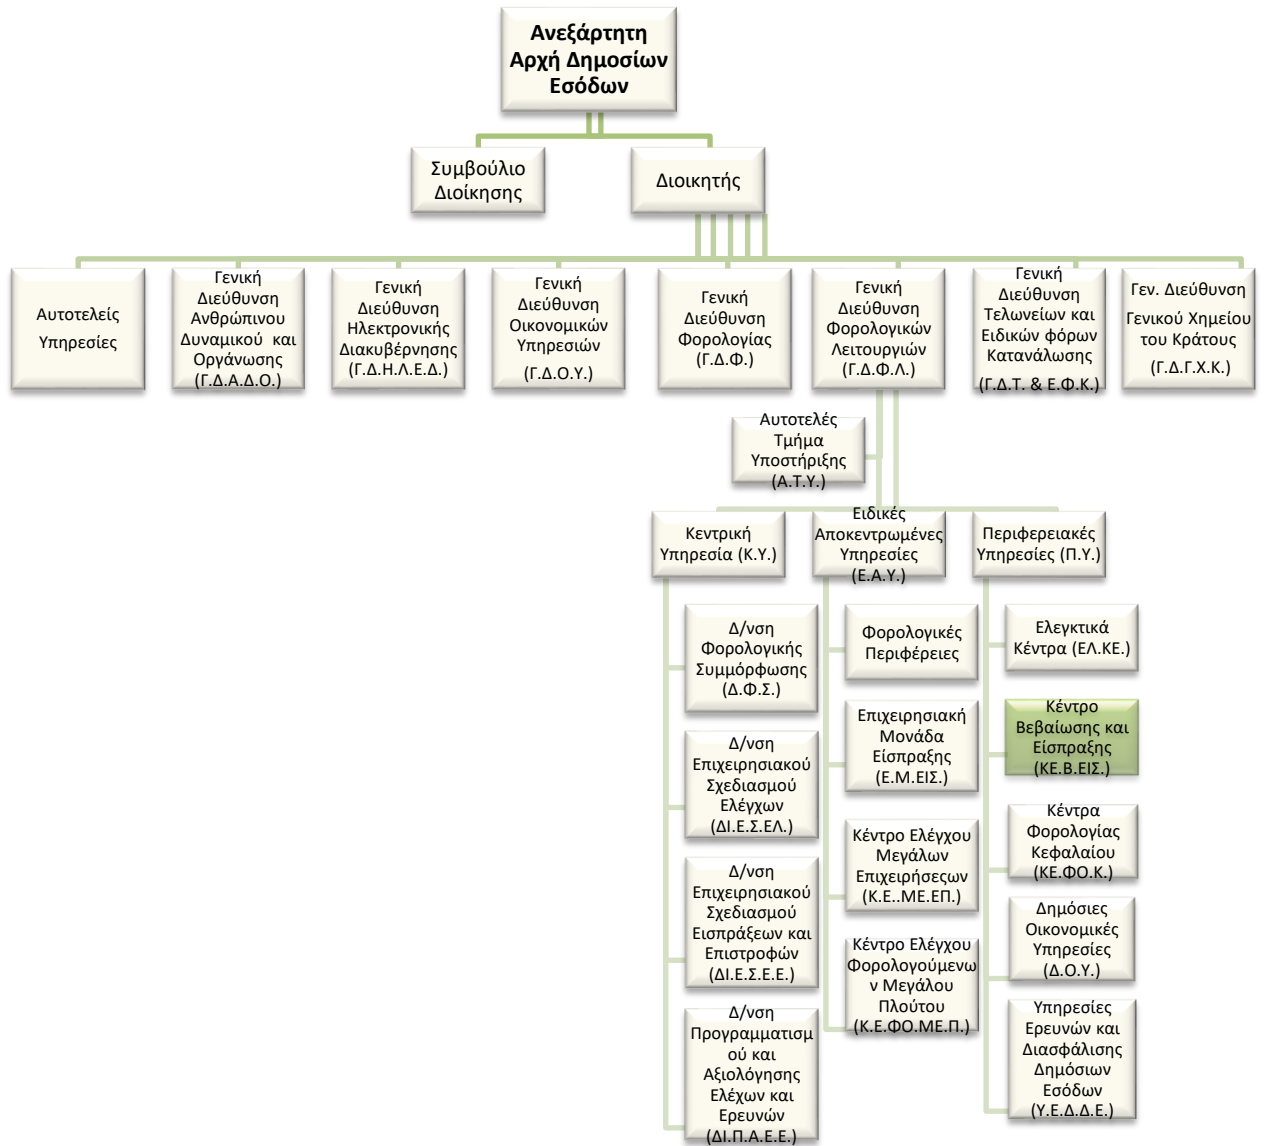 Ανεξάρτητη
Αρχή Δημοσίων
Εσόδων
Συμβούλιο
Διοίκησης
Διοικητής
Αυτοτελείς
Υπηρεσίες
Γενική
Διεύθυνση
Ανθρώπινου
Δυναμικού και
Οργάνωσης
(Γ.Δ.Α.Δ.Ο.)
Γενική
Διεύθυνση
Ηλεκτρονικής
Διακυβέρνησης
(Γ.Δ.Η.Λ.Ε.Δ.)
Γενική
Διεύθυνση
Οικονομικών
Υπηρεσιών
(Γ.Δ.Ο.Υ.)
Γενική
Διεύθυνση
Φορολογίας
(Γ.Δ.Φ.)
Γενική
Διεύθυνση
Φορολογικών
Λειτουργιών
(Γ.Δ.Φ.Λ.)
Γενική
Διεύθυνση
Τελωνείων και
Ειδικών φόρων
Κατανάλωσης
(Γ.Δ.Τ. & Ε.Φ.Κ.)
Γεν. Διεύθυνση
Γενικού Χημείου
του Κράτους
(Γ.Δ.Γ.Χ.Κ.)
Αυτοτελές
Τμήμα
Υποστήριξης
(Α.Τ.Υ.)
Κεντρική
Υπηρεσία (Κ.Υ.)
Ειδικές
Αποκεντρωμένες
Υπηρεσίες
(Ε.Α.Υ.)
Περιφερειακές
Υπηρεσίες (Π.Υ.)
Δ/νση
Φορολογικής
Συμμόρφωσης
(Δ.Φ.Σ.)
Δ/νση
Επιχειρησιακού
Σχεδιασμού
Ελέγχων
(ΔΙ.Ε.Σ.ΕΛ.)
Δ/νση
Επιχειρησιακού
Σχεδιασμού
Εισπράξεων και
Επιστροφών
(ΔΙ.Ε.Σ.Ε.Ε.)
Δ/νση
Προγραμματισμ
ού και
Αξιολόγησης
Ελέχων και
Ερευνών
(ΔΙ.Π.Α.Ε.Ε.)
Φορολογικές
Περιφέρειες
Επιχειρησιακή
Μονάδα
Είσπραξης
(Ε.Μ.ΕΙΣ.)
Κέντρο Ελέγχου
Μεγάλων
Επιχειρήσεςων
(Κ.Ε..ΜΕ.ΕΠ.)
Κέντρο Ελέγχου
Φορολογούμενω
ν Μεγάλου
Πλούτου
(Κ.Ε.ΦΟ.ΜΕ.Π.)
Ελεγκτικά
Κέντρα (ΕΛ.ΚΕ.)
Κέντρο
Βεβαίωσης και
Είσπραξης
(ΚΕ.Β.ΕΙΣ.)
Κέντρα
Φορολογίας
Κεφαλαίου
(ΚΕ.ΦΟ.Κ.)
Δημόσιες
Οικονομικές
Υπηρεσίες
(Δ.Ο.Υ.)
Υπηρεσίες
Ερευνών και
Διασφάλισης
Δημόσιων
Εσόδων
(Υ.Ε.Δ.Δ.Ε.)